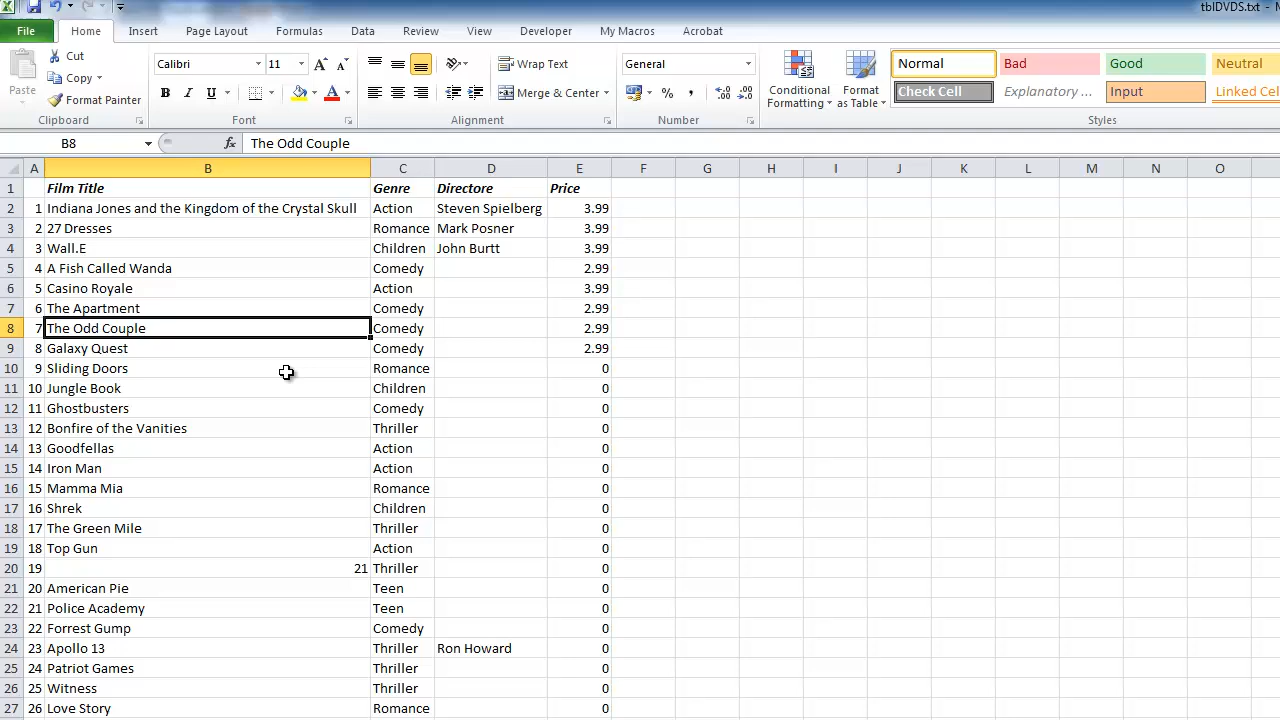 tblDVDS.txt - M
File Home Insert Page Layout Formulas Data Review View Developer My Macros Acrobat
Cut Calibri 11 Wrap Text General Normal Bad Good Neutral
Copy
Paste Format Painter B I U Merge & Center % , Conditional Formatting Format as Table Check Cell Explanatory ... Input Linked Cel
Clipboard Font Alignment Number Styles
B8 fx The Odd Couple
A B C D E F G H I J K L M N O
1 Film Title Genre Directore Price
2 1 Indiana Jones and the Kingdom of the Crystal Skull Action Steven Spielberg 3.99
3 2 27 Dresses Romance Mark Posner 3.99
4 3 Wall.E Children John Burtt 3.99
5 4 A Fish Called Wanda Comedy 2.99
6 5 Casino Royale Action 3.99
7 6 The Apartment Comedy 2.99
8 7 The Odd Couple Comedy 2.99
9 8 Galaxy Quest Comedy 2.99
10 9 Sliding Doors Romance 0
11 10 Jungle Book Children 0
12 11 Ghostbusters Comedy 0
13 12 Bonfire of the Vanities Thriller 0
14 13 Goodfellas Action 0
15 14 Iron Man Action 0
16 15 Mamma Mia Romance 0
17 16 Shrek Children 0
18 17 The Green Mile Thriller 0
19 18 Top Gun Action 0
20 19 21 Thriller 0
21 20 American Pie Teen 0
22 21 Police Academy Teen 0
23 22 Forrest Gump Comedy 0
24 23 Apollo 13 Thriller Ron Howard 0
25 24 Patriot Games Thriller 0
26 25 Witness Thriller 0
27 26 Love Story Romance 0